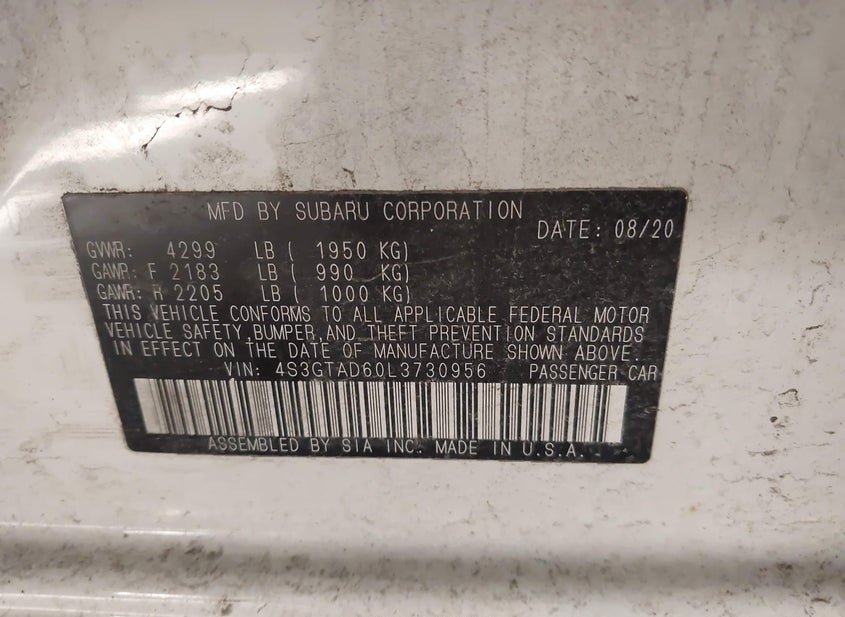 MFD BY SUBARU CORPORATION
DATE: 08/20
GVWR: 4299 LB ( 1950 KG)
GAWR: F 2183 LB ( 990 KG)
GAWR: R 2205 LB ( 1000 KG)
THIS VEHICLE CONFORMS TO ALL APPLICABLE FEDERAL MOTOR
VEHICLE SAFETY, BUMPER, AND THEFT PREVENTION STANDARDS
IN EFFECT ON THE DATE OF MANUFACTURE SHOWN ABOVE.
VIN: 4S3GTAD60L3730956 PASSENGER CAR
ASSEMBLED BY SIA INC. MADE IN U.S.A.